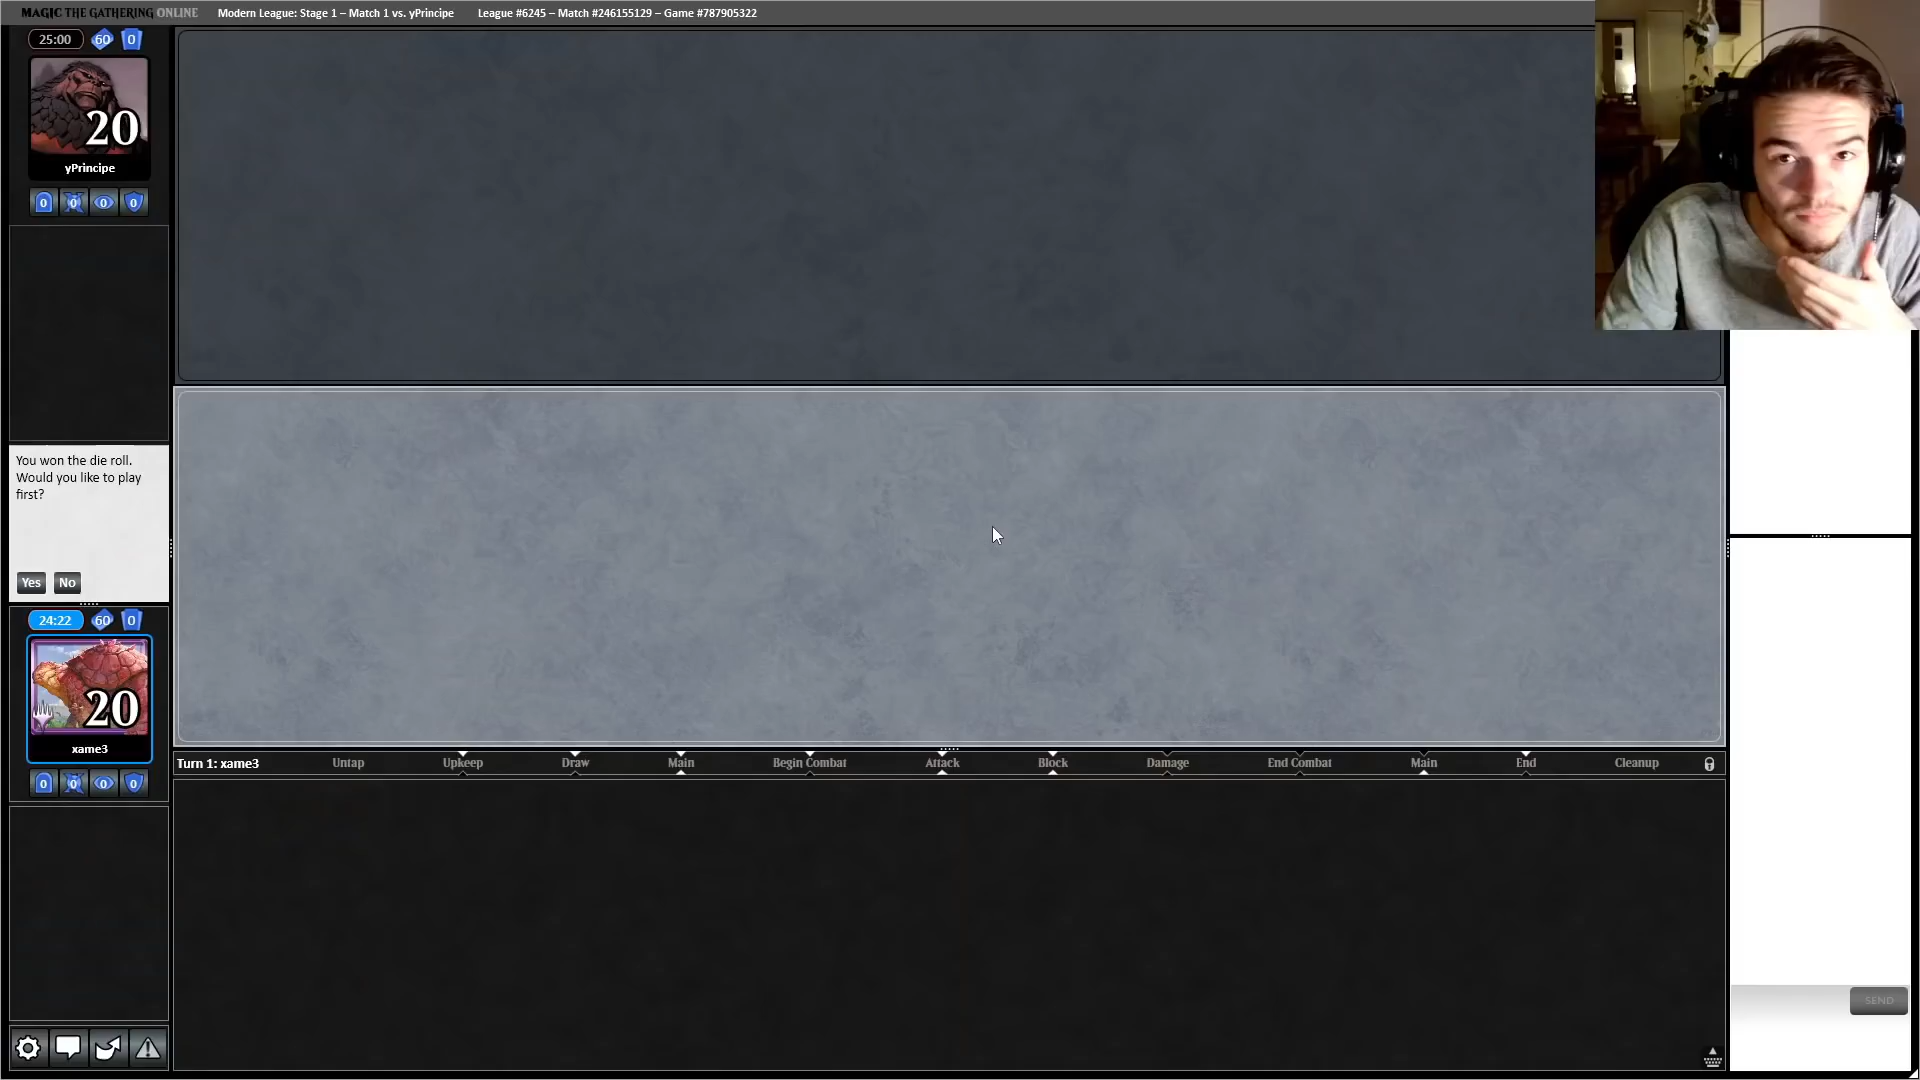 MAGIC THE GATHERING ONLINE
Modern League: Stage 1 – Match 1 vs. yPrincipe
League #6245 – Match #246155129 – Game #787905322
25:00
60
0
20
yPrincipe
0
0
0
0
You won the die roll.
Would you like to play
first?
Yes
No
24:22
60
0
20
xame3
0
0
0
0
Turn 1: xame3
Untap
Upkeep
Draw
Main
Begin Combat
Attack
Block
Damage
End Combat
Main
End
Cleanup
SEND